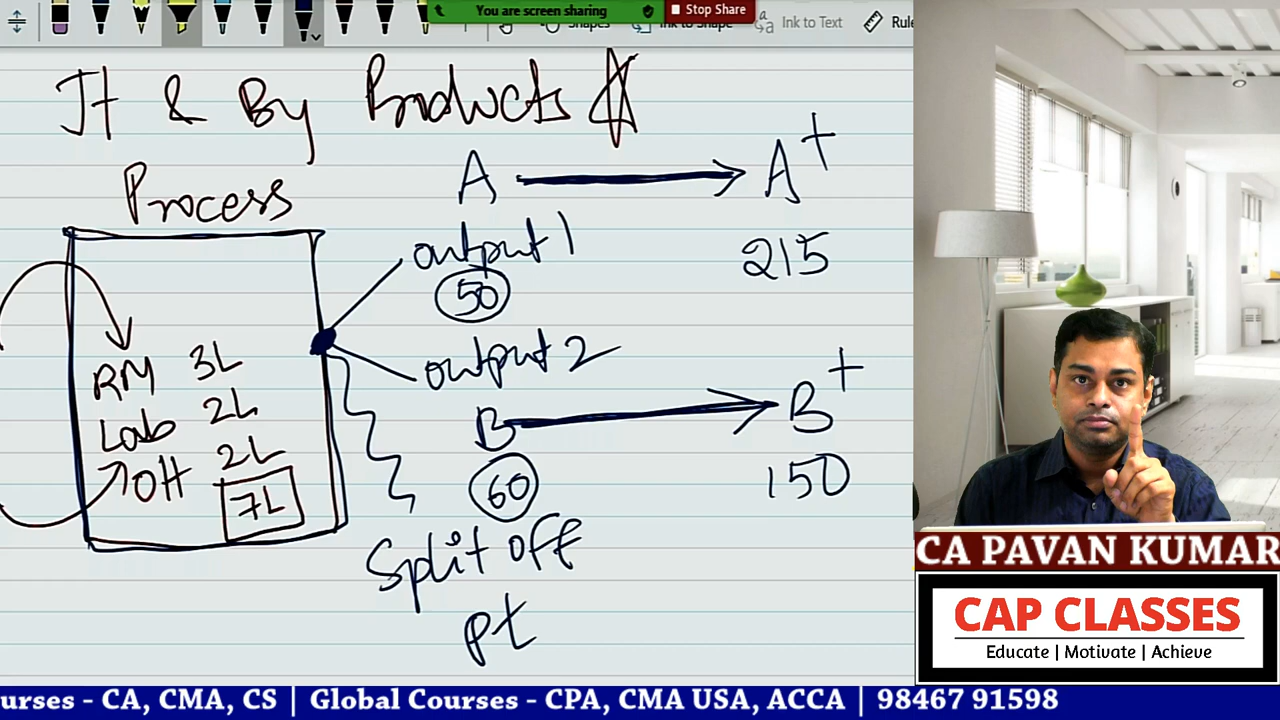 You are screen sharing
Stop Share
Shapes
Ink to Shape
Ink to Text
Rule
Jt & By Products
Process
A → A+
output 1
50
215
RM 3L
Lab 2L
OH 2L
7L
output 2
B → B+
60
150
Split off
pt
CA PAVAN KUMAR
CAP CLASSES
Educate | Motivate | Achieve
urses - CA, CMA, CS | Global Courses - CPA, CMA USA, ACCA | 98467 91598